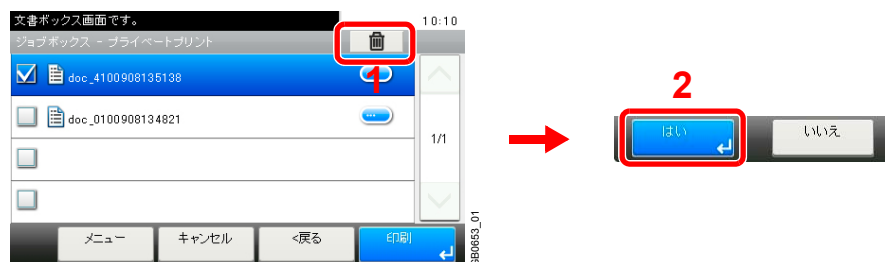 文書ボックス画面です。
10:10
ジョブボックス - プライベートプリント
1
doc_4100908135138
doc_0100908134821
1/1
メニュー
キャンセル
<戻る
印刷
GB0653_01
2
はい
いいえ